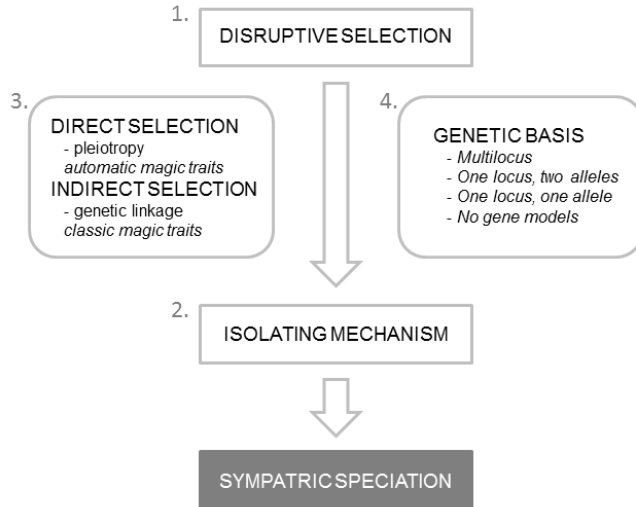 1.
DISRUPTIVE SELECTION
3.
DIRECT SELECTION
- pleiotropy
automatic magic traits
INDIRECT SELECTION
- genetic linkage
classic magic traits
4.
GENETIC BASIS
- Multilocus
- One locus, two alleles
- One locus, one allele
- No gene models
2.
ISOLATING MECHANISM
SYMPATRIC SPECIATION